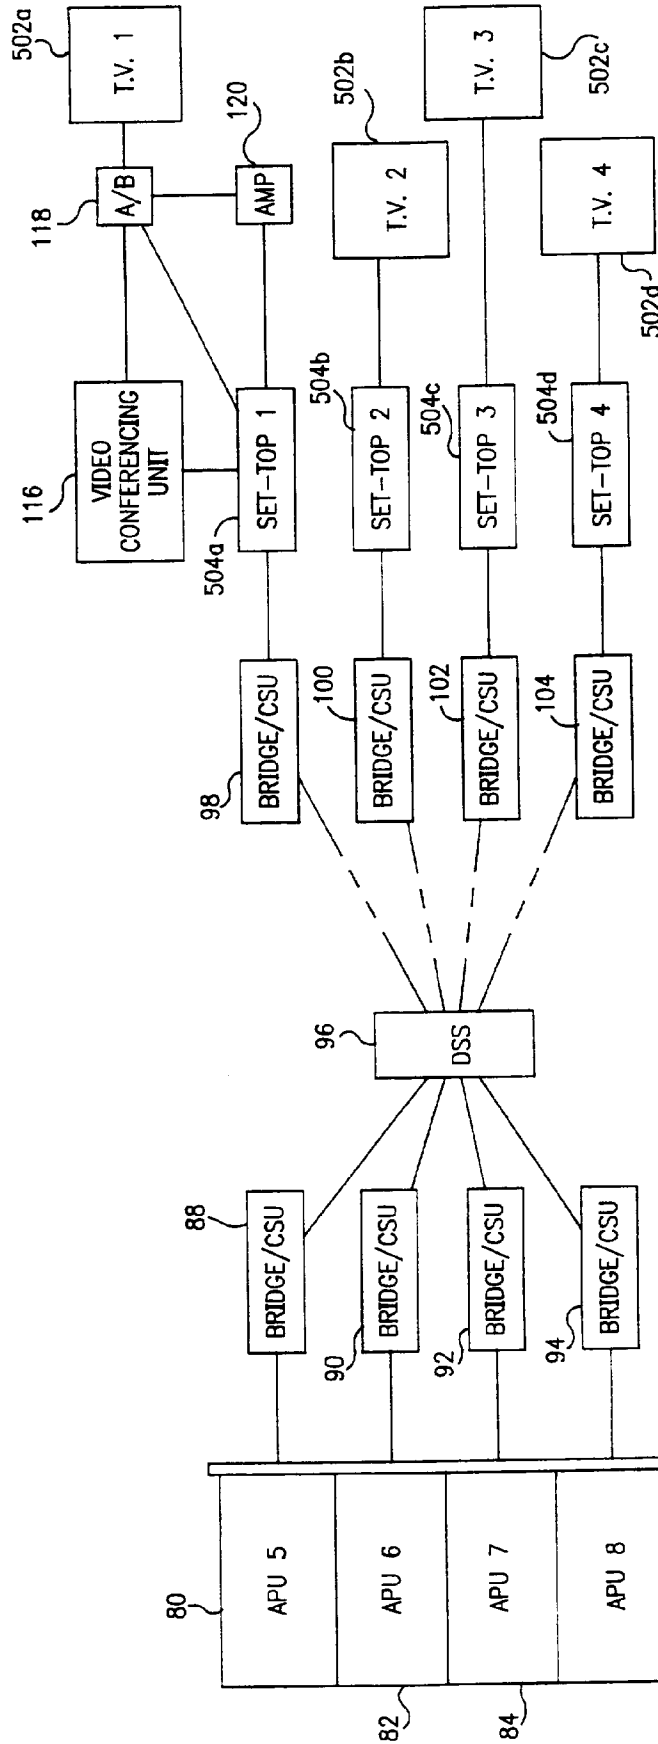 80
APU 5
APU 6
APU 7
APU 8
82
84
88
BRIDGE/CSU
90
BRIDGE/CSU
92
BRIDGE/CSU
94
BRIDGE/CSU
96
DSS
98
BRIDGE/CSU
100
BRIDGE/CSU
102
BRIDGE/CSU
104
BRIDGE/CSU
116
VIDEO
CONFERENCING
UNIT
504a
SET-TOP 1
504b
SET-TOP 2
504c
SET-TOP 3
504d
SET-TOP 4
118
A/B
120
AMP
502a
T.V. 1
502b
T.V. 2
T.V. 3
502c
T.V. 4
502d